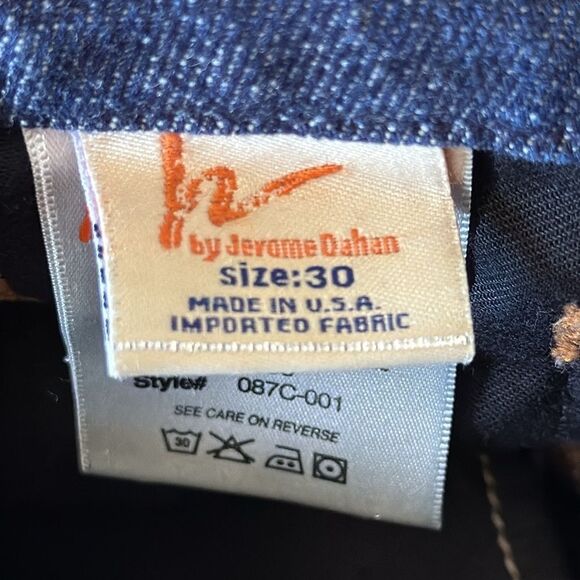 by Jerome Dahan
Size:30
MADE IN U.S.A.
IMPORTED FABRIC
Style# 087C-001
SEE CARE ON REVERSE
30